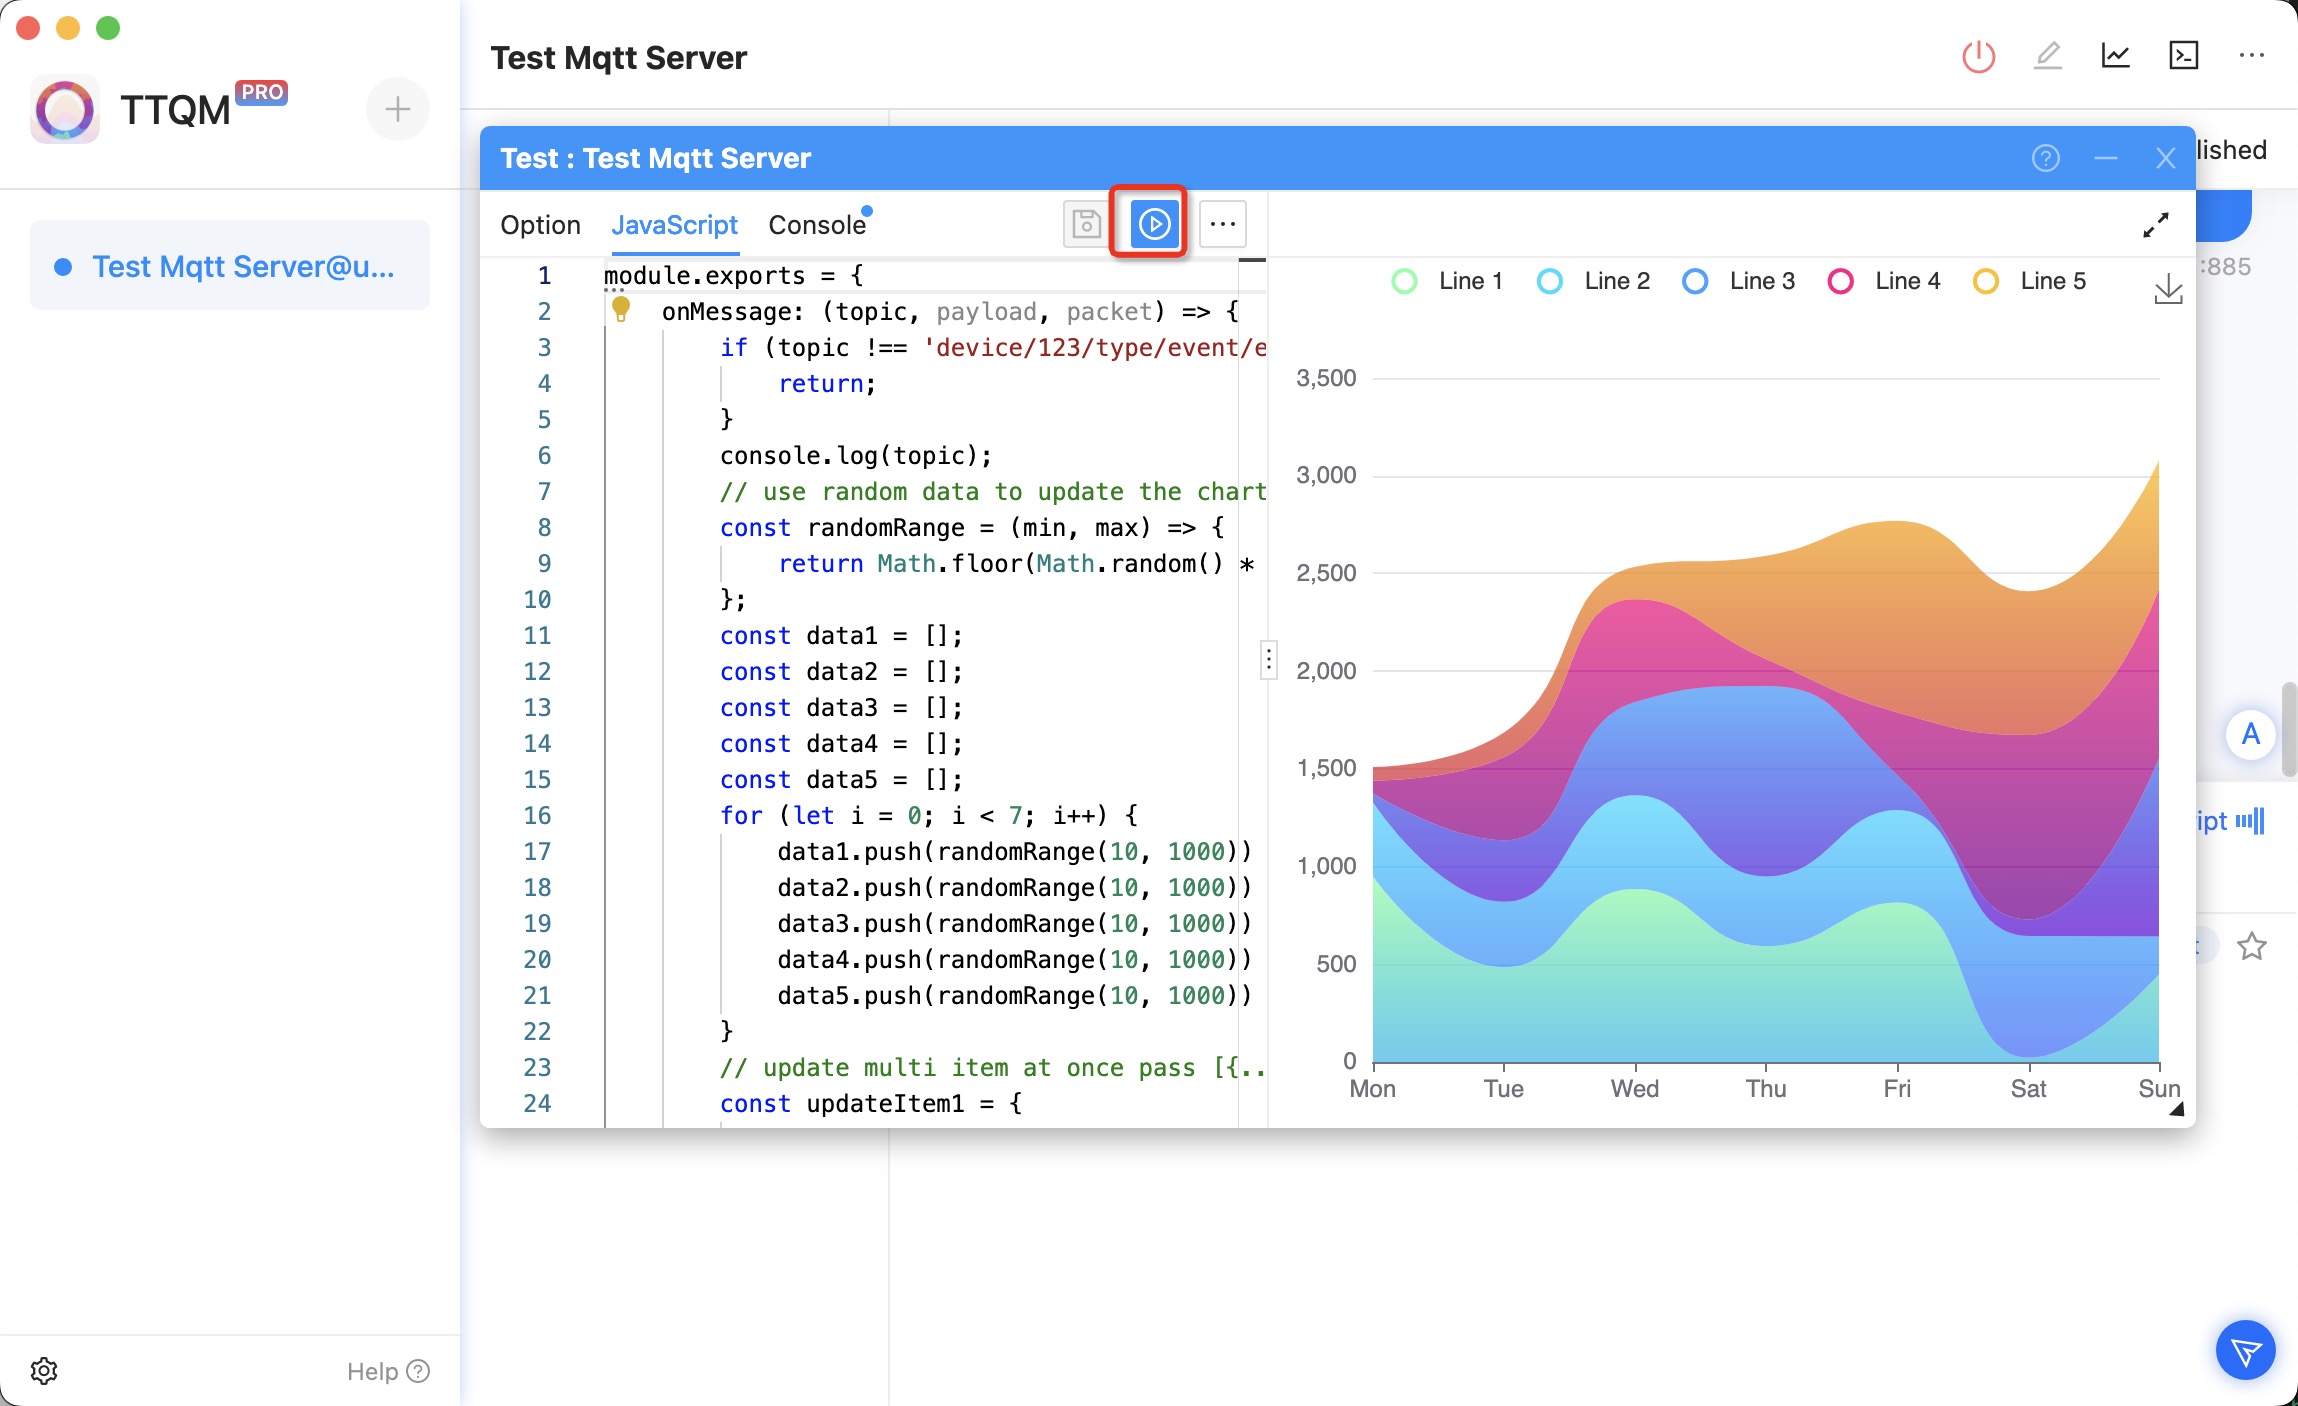 Test Mqtt Server
TTQM PRO
lished
Test Mqtt Server@u...
Test : Test Mqtt Server
Option JavaScript Console
:885
Line 1 Line 2 Line 3 Line 4 Line 5
1 module.exports = {
2 onMessage: (topic, payload, packet) => {
3 if (topic !== 'device/123/type/event/e
4 return;
5 }
6 console.log(topic);
7 // use random data to update the chart
8 const randomRange = (min, max) => {
9 return Math.floor(Math.random() *
10 };
11 const data1 = [];
12 const data2 = [];
13 const data3 = [];
14 const data4 = [];
15 const data5 = [];
16 for (let i = 0; i < 7; i++) {
17 data1.push(randomRange(10, 1000))
18 data2.push(randomRange(10, 1000))
19 data3.push(randomRange(10, 1000))
20 data4.push(randomRange(10, 1000))
21 data5.push(randomRange(10, 1000))
22 }
23 // update multi item at once pass [{..
24 const updateItem1 = {
3,500
3,000
2,500
2,000
1,500
1,000
500
0
Mon Tue Wed Thu Fri Sat Sun
A
ipt
t
Help